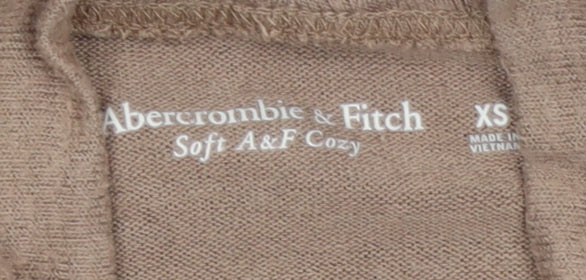 Abercrombie & Fitch
Soft A&F Cozy
XS
MADE IN
VIETNAM